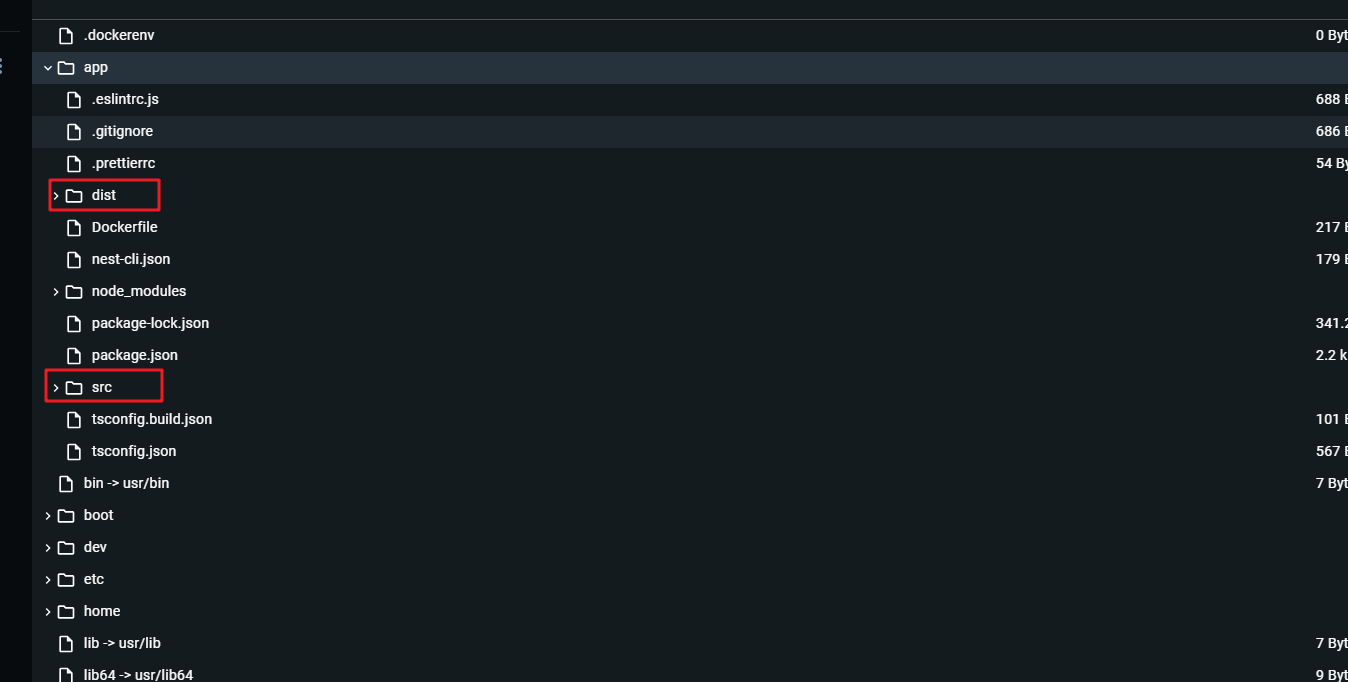 .dockerenv 0 Byt
app
.eslintrc.js 688 B
.gitignore 686 B
.prettierrc 54 By
dist
Dockerfile 217 B
nest-cli.json 179 B
node_modules
package-lock.json 341.2
package.json 2.2 k
src
tsconfig.build.json 101 B
tsconfig.json 567 B
bin -> usr/bin 7 Byt
boot
dev
etc
home
lib -> usr/lib 7 Byt
lib64 -> usr/lib64 9 Byt